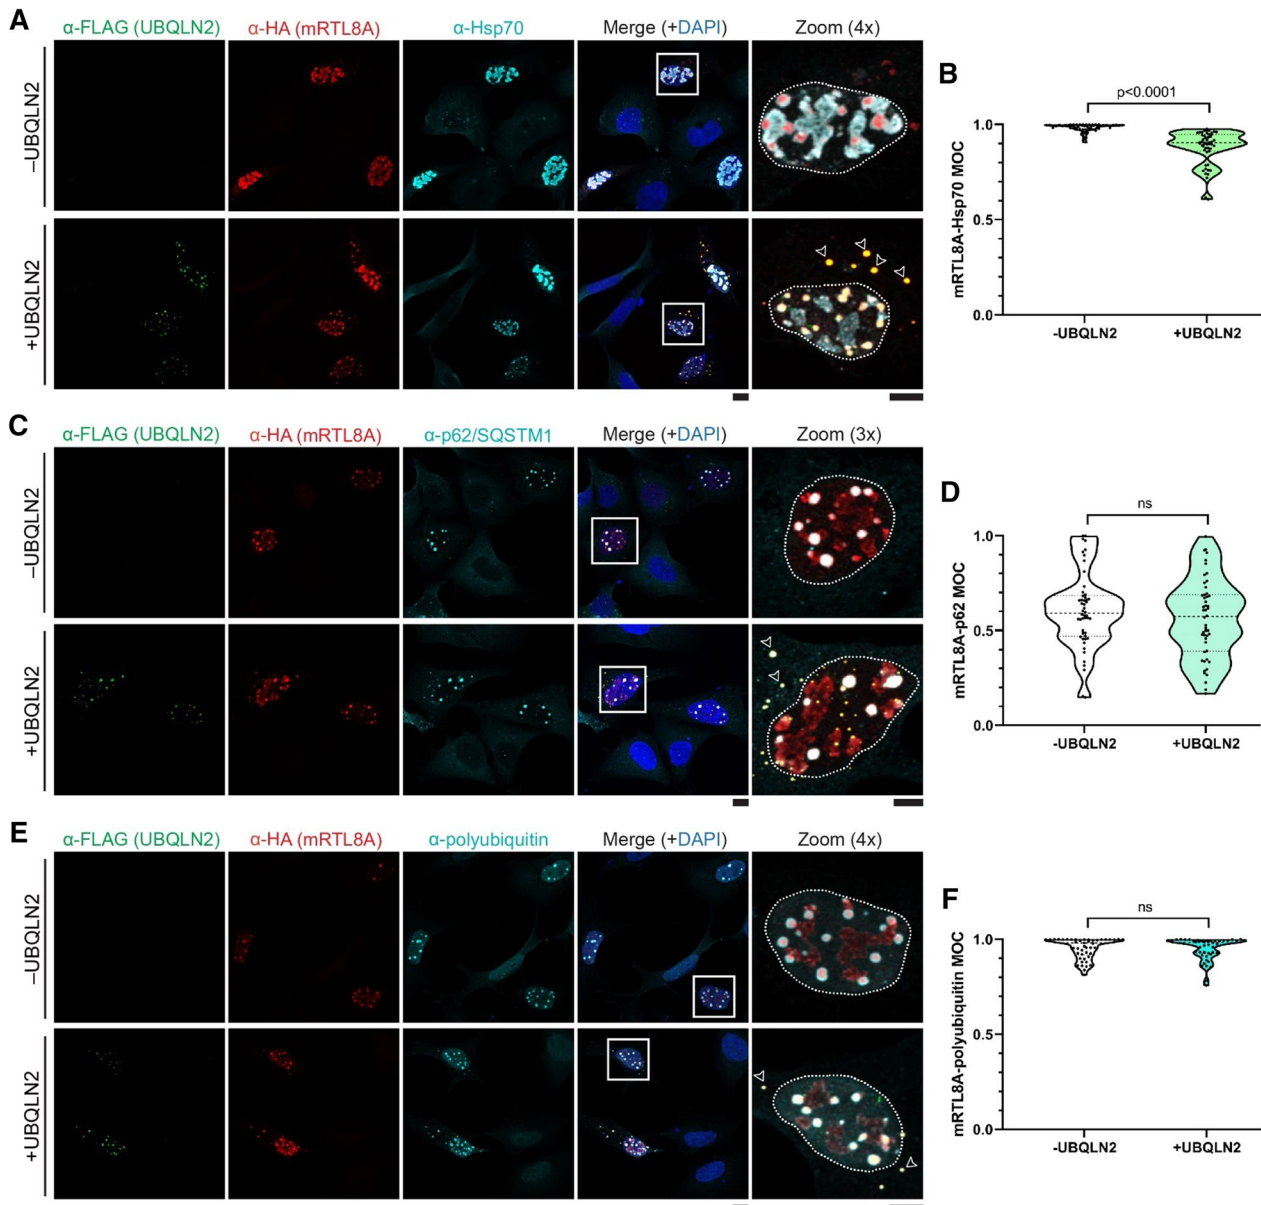 A
α-FLAG (UBQLN2) α-HA (mRTL8A) α-Hsp70 Merge (+DAPI) Zoom (4x)
−UBQLN2
+UBQLN2
B
p<0.0001
mRTL8A-Hsp70 MOC
1.0
0.5
0.0
-UBQLN2 +UBQLN2
C
α-FLAG (UBQLN2) α-HA (mRTL8A) α-p62/SQSTM1 Merge (+DAPI) Zoom (3x)
−UBQLN2
+UBQLN2
D
ns
mRTL8A-p62 MOC
1.0
0.5
0.0
-UBQLN2 +UBQLN2
E
α-FLAG (UBQLN2) α-HA (mRTL8A) α-polyubiquitin Merge (+DAPI) Zoom (4x)
−UBQLN2
+UBQLN2
F
ns
mRTL8A-polyubiquitin MOC
1.0
0.5
0.0
-UBQLN2 +UBQLN2